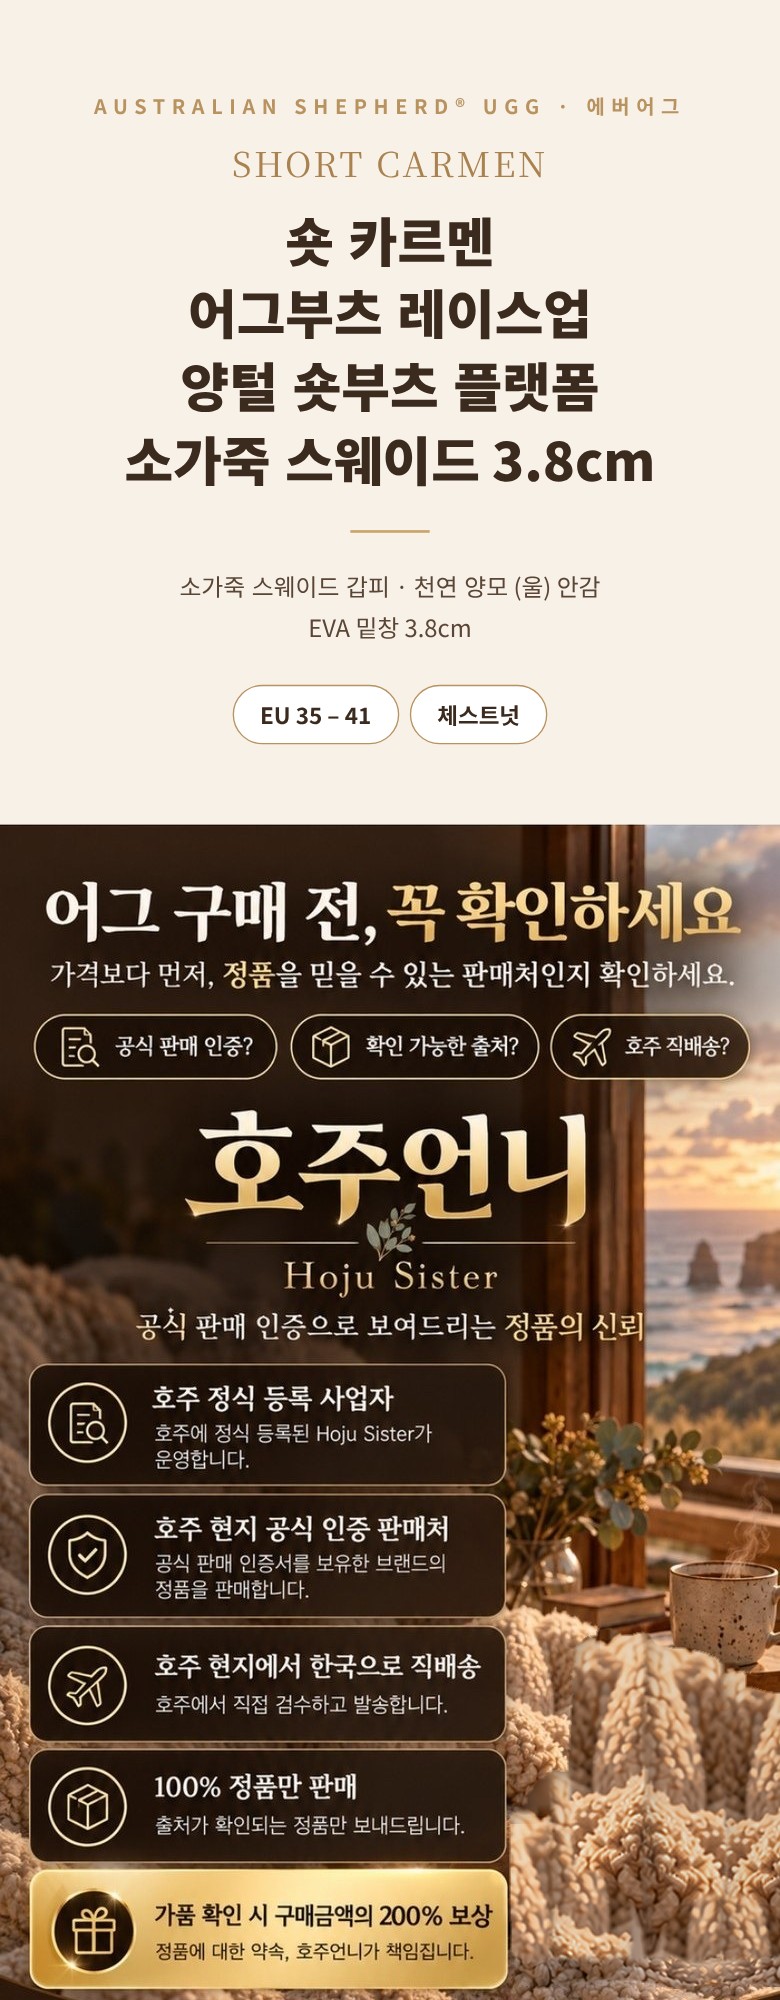 AUSTRALIAN SHEPHERD® UGG · 에버어그
SHORT CARMEN
숏 카르멘
어그부츠 레이스업
양털 숏부츠 플랫폼
소가죽 스웨이드 3.8cm
소가죽 스웨이드 갑피 · 천연 양모 (울) 안감
EVA 밑창 3.8cm
EU 35 – 41
체스트넛
어그 구매 전, 꼭 확인하세요
가격보다 먼저, 정품을 믿을 수 있는 판매처인지 확인하세요.
공식 판매 인증?
확인 가능한 출처?
호주 직배송?
호주언니
Hoju Sister
공식 판매 인증으로 보여드리는 정품의 신뢰
호주 정식 등록 사업자
호주에 정식 등록된 Hoju Sister가
운영합니다.
호주 현지 공식 인증 판매처
공식 판매 인증서를 보유한 브랜드의
정품을 판매합니다.
호주 현지에서 한국으로 직배송
호주에서 직접 검수하고 발송합니다.
100% 정품만 판매
출처가 확인되는 정품만 보내드립니다.
가품 확인 시 구매금액의 200% 보상
정품에 대한 약속, 호주언니가 책임집니다.